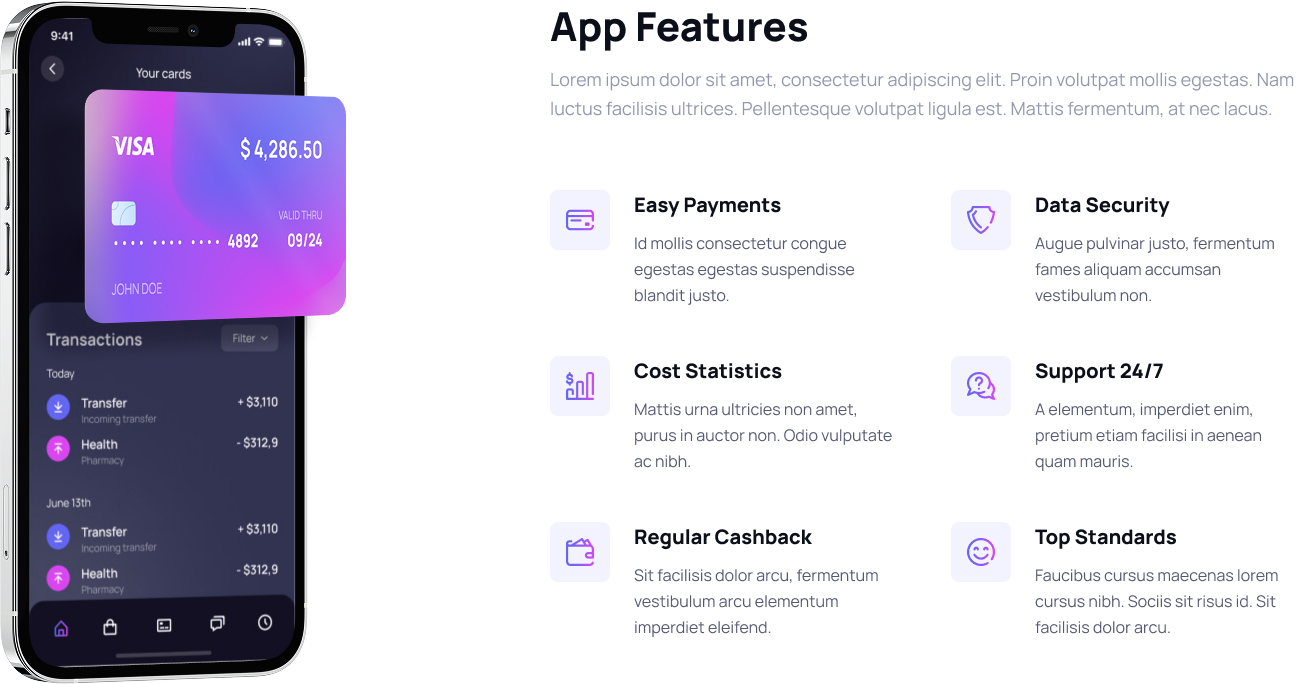 9:41
Your cards
VISA
$ 4,286.50
VALID THRU
•••• •••• •••• 4892
09/24
JOHN DOE
Transactions
Filter
Today
Transfer
+ $3,110
Incoming transfer
Health
- $312,9
Pharmacy
June 13th
Transfer
+ $3,110
Incoming transfer
Health
- $312,9
Pharmacy
App Features
Lorem ipsum dolor sit amet, consectetur adipiscing elit. Proin volutpat mollis egestas. Nam
luctus facilisis ultrices. Pellentesque volutpat ligula est. Mattis fermentum, at nec lacus.
Easy Payments
Id mollis consectetur congue
egestas egestas suspendisse
blandit justo.
Data Security
Augue pulvinar justo, fermentum
fames aliquam accumsan
vestibulum non.
Cost Statistics
Mattis urna ultricies non amet,
purus in auctor non. Odio vulputate
ac nibh.
Support 24/7
A elementum, imperdiet enim,
pretium etiam facilisi in aenean
quam mauris.
Regular Cashback
Sit facilisis dolor arcu, fermentum
vestibulum arcu elementum
imperdiet eleifend.
Top Standards
Faucibus cursus maecenas lorem
cursus nibh. Sociis sit risus id. Sit
facilisis dolor arcu.